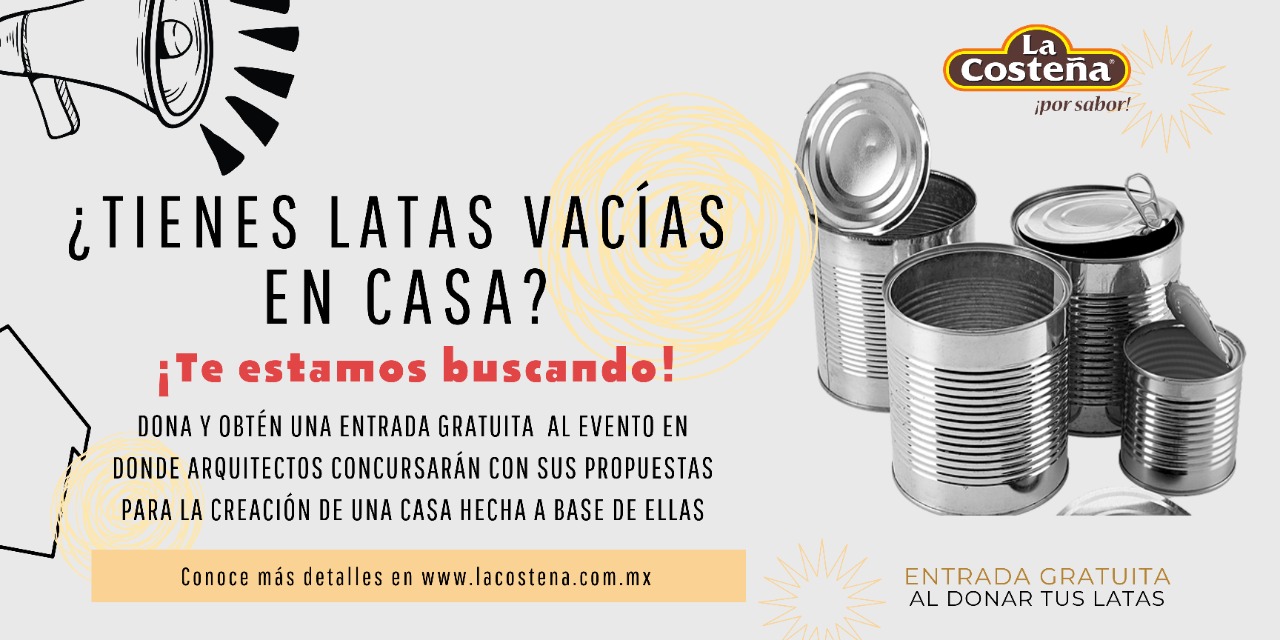 La
Costeña
¡por sabor!
¿TIENES LATAS VACÍAS
EN CASA?
¡Te estamos buscando!
DONA Y OBTÉN UNA ENTRADA GRATUITA AL EVENTO EN
DONDE ARQUITECTOS CONCURSARÁN CON SUS PROPUESTAS
PARA LA CREACIÓN DE UNA CASA HECHA A BASE DE ELLAS
Conoce más detalles en www.lacostena.com.mx
ENTRADA GRATUITA
AL DONAR TUS LATAS